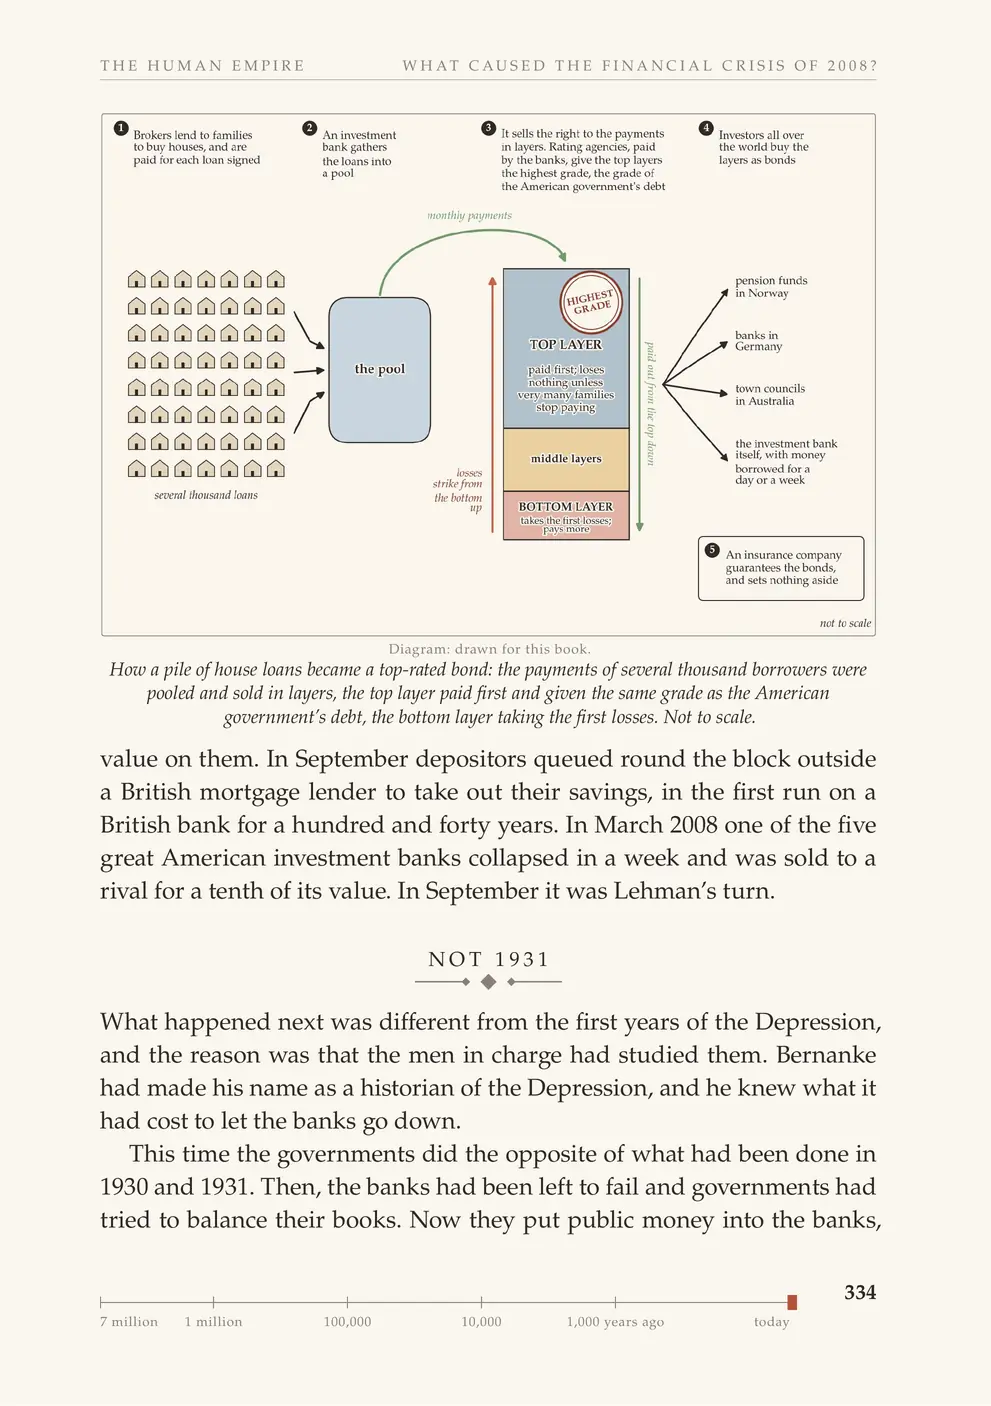 THE HUMAN EMPIRE
WHAT CAUSED THE FINANCIAL CRISIS OF 2008?
1 Brokers lend to families
to buy houses, and are
paid for each loan signed
2 An investment
bank gathers
the loans into
a pool
3 It sells the right to the payments
in layers. Rating agencies, paid
by the banks, give the top layers
the highest grade, the grade of
the American government's debt
4 Investors all over
the world buy the
layers as bonds
monthly payments
several thousand loans
the pool
losses
strike from
the bottom
up
HIGHEST
GRADE
TOP LAYER
paid first; loses
nothing unless
very many families
stop paying
middle layers
BOTTOM LAYER
takes the first losses;
pays more
paid out from the top down
pension funds
in Norway
banks in
Germany
town councils
in Australia
the investment bank
itself, with money
borrowed for a
day or a week
5 An insurance company
guarantees the bonds,
and sets nothing aside
not to scale
Diagram: drawn for this book.
How a pile of house loans became a top-rated bond: the payments of several thousand borrowers were
pooled and sold in layers, the top layer paid first and given the same grade as the American
government's debt, the bottom layer taking the first losses. Not to scale.
value on them. In September depositors queued round the block outside
a British mortgage lender to take out their savings, in the first run on a
British bank for a hundred and forty years. In March 2008 one of the five
great American investment banks collapsed in a week and was sold to a
rival for a tenth of its value. In September it was Lehman's turn.
NOT 1931
What happened next was different from the first years of the Depression,
and the reason was that the men in charge had studied them. Bernanke
had made his name as a historian of the Depression, and he knew what it
had cost to let the banks go down.
This time the governments did the opposite of what had been done in
1930 and 1931. Then, the banks had been left to fail and governments had
tried to balance their books. Now they put public money into the banks,
334
7 million
1 million
100,000
10,000
1,000 years ago
today